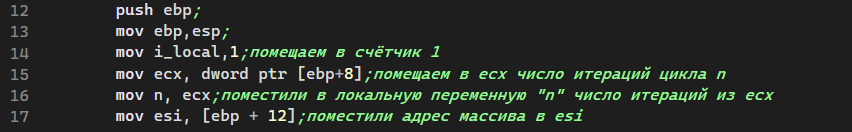 12 push ebp;
13 mov ebp,esp;
14 mov i_local,1;помещаем в счётчик 1
15 mov ecx, dword ptr [ebp+8];помещаем в ecx число итераций цикла n
16 mov n, ecx;поместили в локальную переменную "n" число итераций из ecx
17 mov esi, [ebp + 12];поместили адрес массива в esi